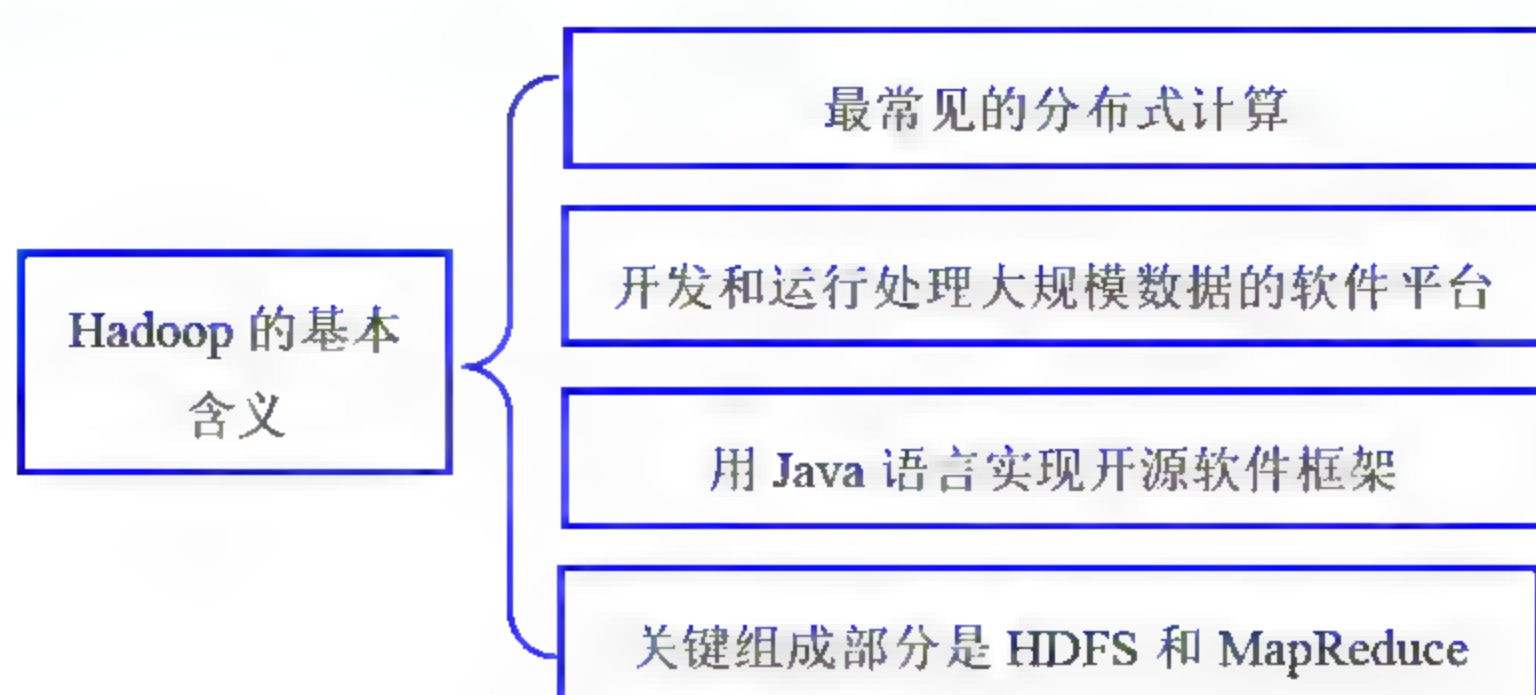 最常见的分布式计算
开发和运行处理大规模数据的软件平台
Hadoop 的基本
含义
用 Java 语言实现开源软件框架
关键组成部分是 HDFS 和 MapReduce